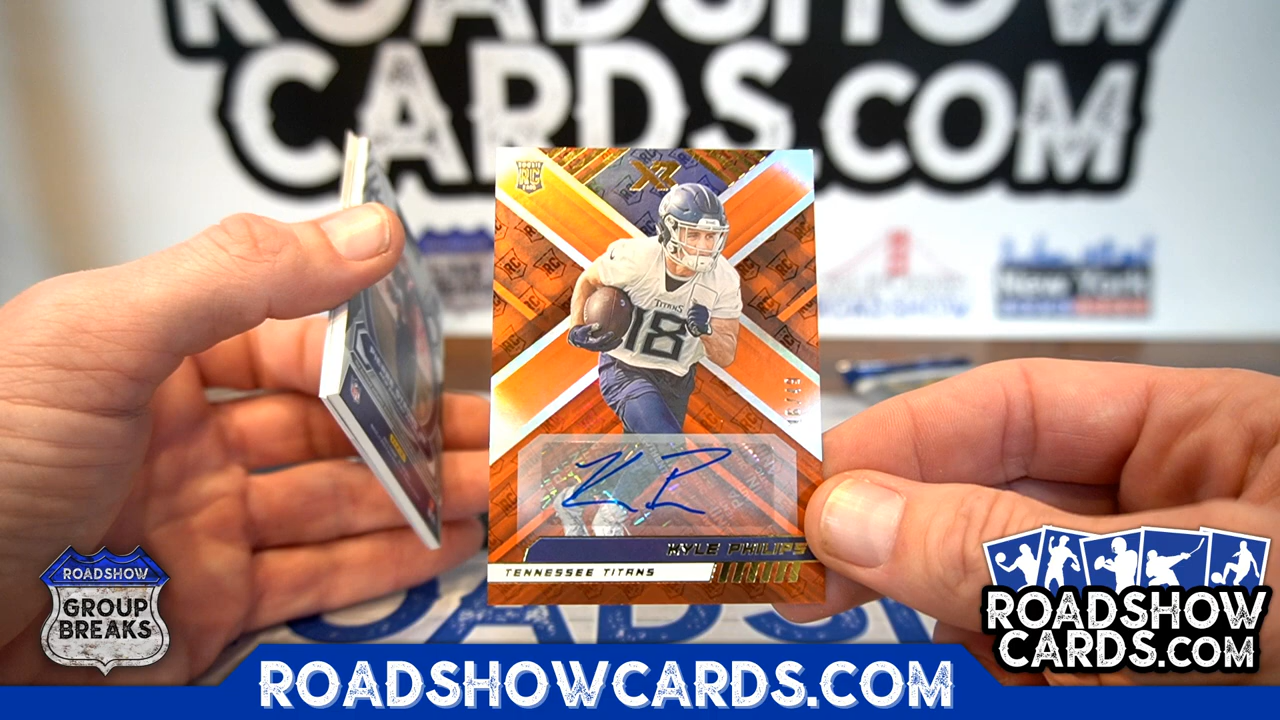 ROADSHOW
CARDS.COM
ROOKIE
RC
XR
TITANS
18
KYLE PHILIPS
TENNESSEE TITANS
New York
ROADSHOW
GROUP
BREAKS
ROADSHOWCARDS.COM
ROADSHOW
CARDS.COM